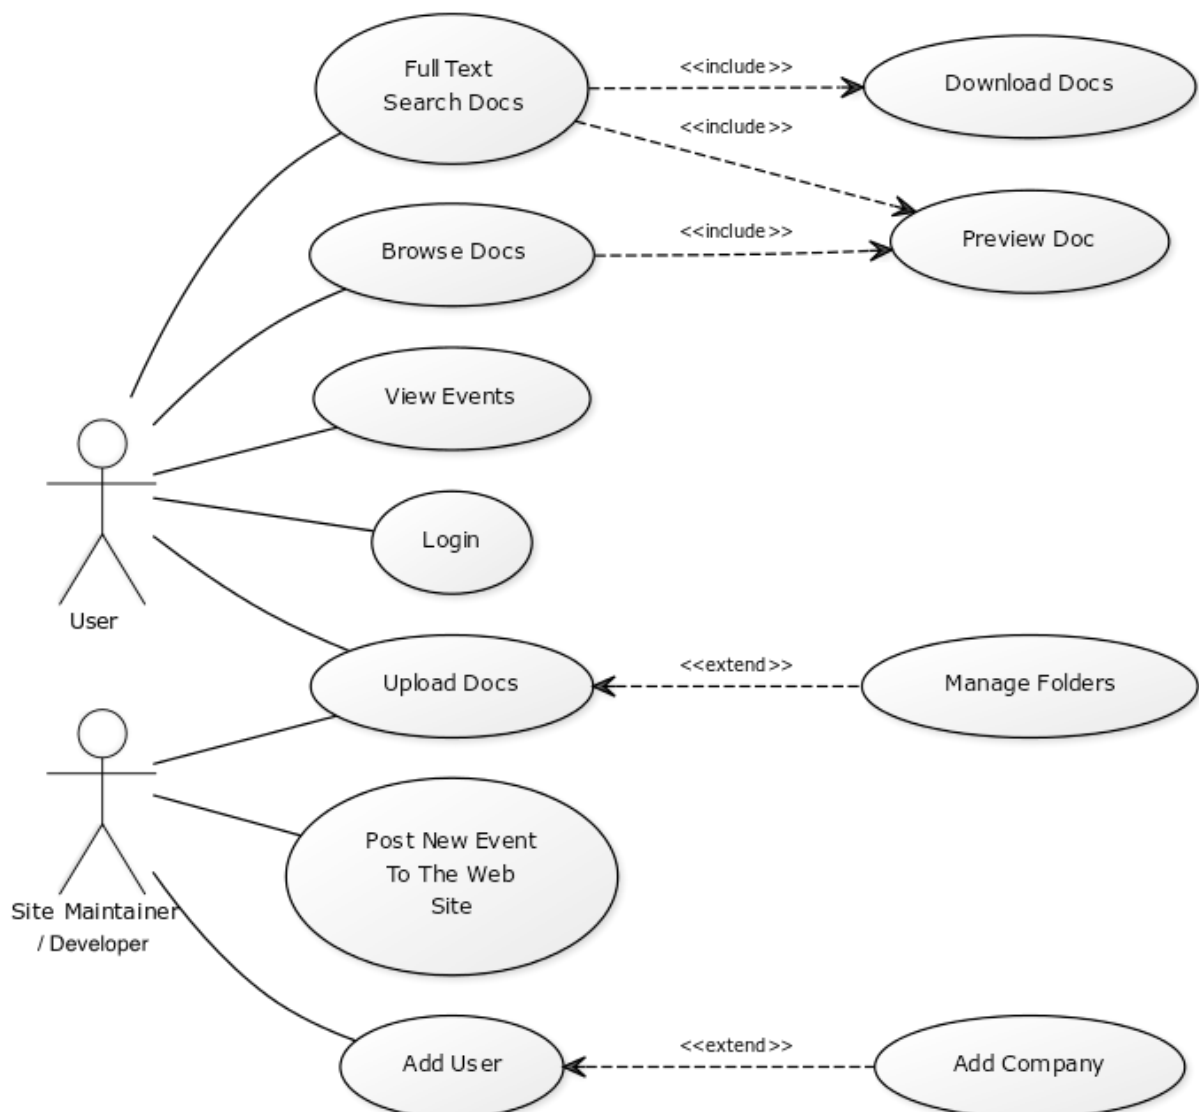 Full Text
Search Docs
<<include>>
Download Docs
<<include>>
Browse Docs
<<include>>
Preview Doc
View Events
Login
User
Upload Docs
<<extend>>
Manage Folders
Post New Event
To The Web
Site
Site Maintainer
/ Developer
Add User
<<extend>>
Add Company